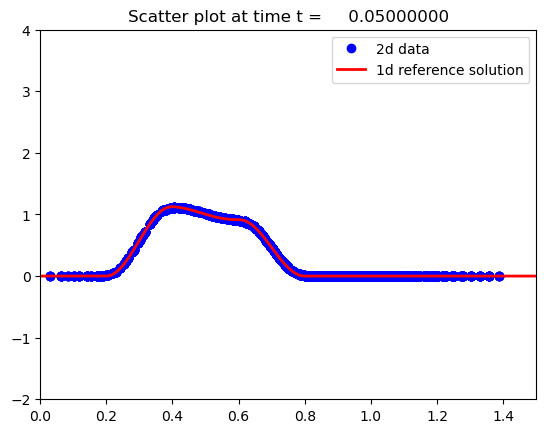 Scatter plot at time t =     0.05000000
2d data
1d reference solution
4
3
2
1
0
−1
−2
0.0 0.2 0.4 0.6 0.8 1.0 1.2 1.4